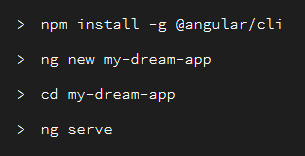 > npm install -g @angular/cli
> ng new my-dream-app
> cd my-dream-app
> ng serve